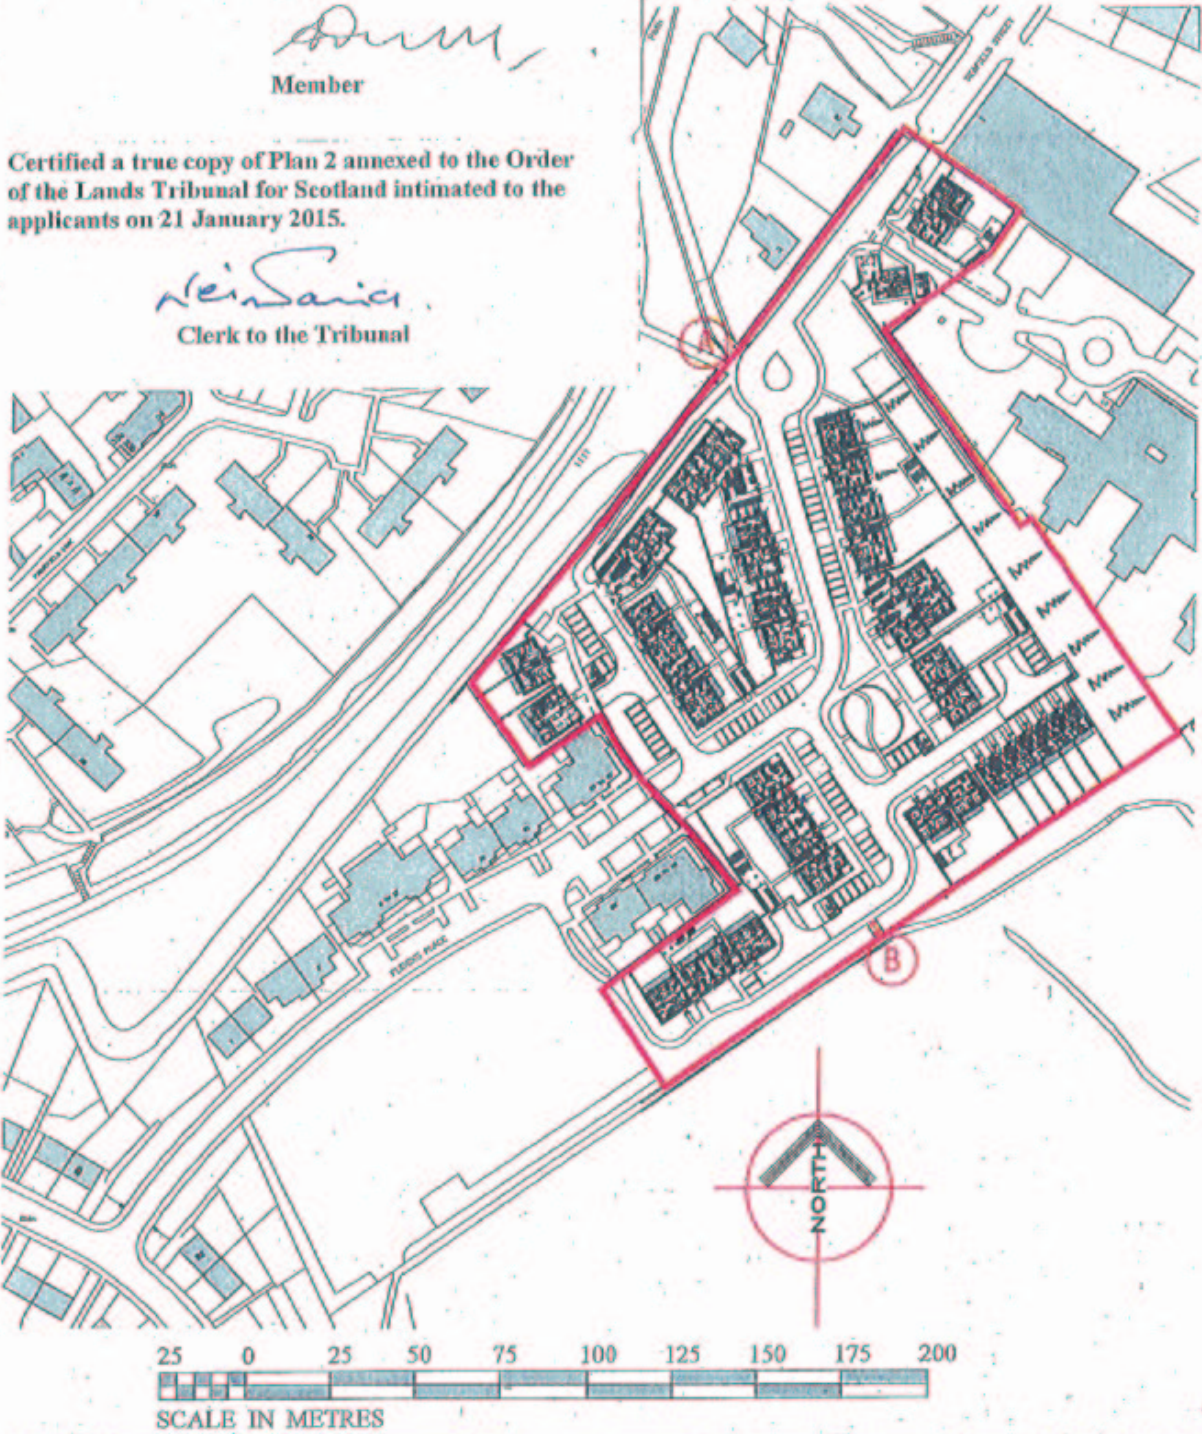 Member
Certified a true copy of Plan 2 annexed to the Order
of the Lands Tribunal for Scotland intimated to the
applicants on 21 January 2015.
Clerk to the Tribunal
A
B
NORTH
25 0 25 50 75 100 125 150 175 200
SCALE IN METRES